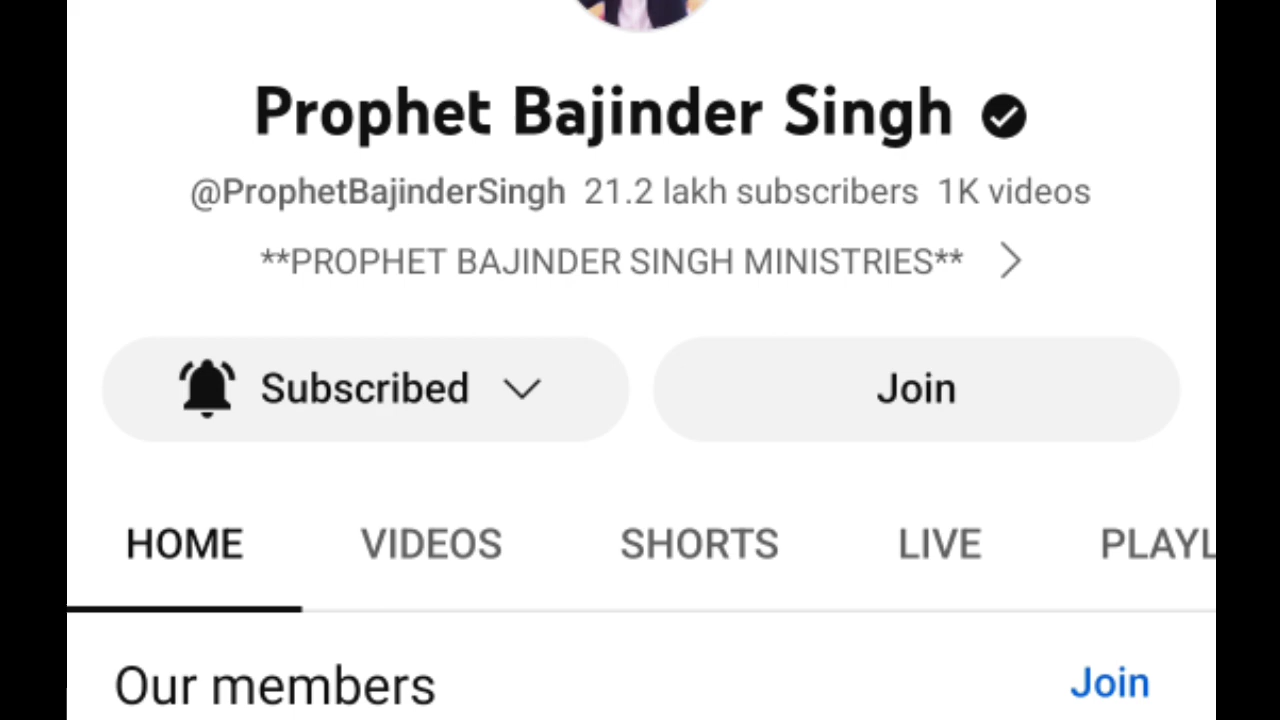 Prophet Bajinder Singh
@ProphetBajinderSingh 21.2 lakh subscribers 1K videos
**PROPHET BAJINDER SINGH MINISTRIES**
Subscribed Join
HOME VIDEOS SHORTS LIVE PLAYL
Our members Join